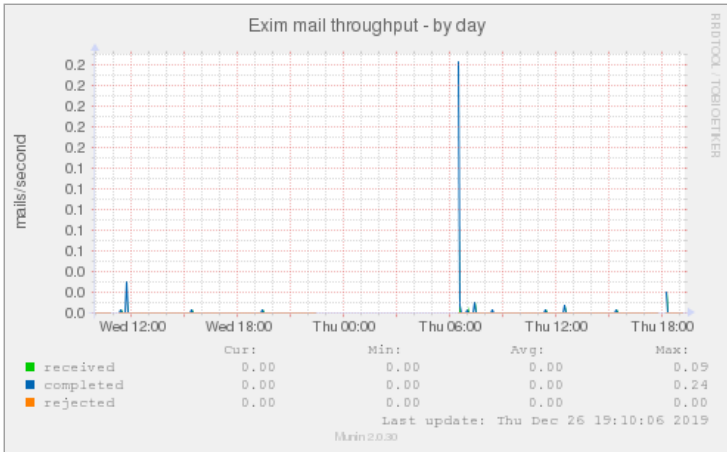 Exim mail throughput - by day
RRDTOOL / TOBI OETIKER
mails/second
0.2
0.2
0.2
0.2
0.2
0.1
0.1
0.1
0.1
0.1
0.0
0.0
0.0
Wed 12:00 Wed 18:00 Thu 00:00 Thu 06:00 Thu 12:00 Thu 18:00
Cur: Min: Avg: Max:
received 0.00 0.00 0.00 0.09
completed 0.00 0.00 0.00 0.24
rejected 0.00 0.00 0.00 0.00
Last update: Thu Dec 26 19:10:06 2019
Munin 2.0.30